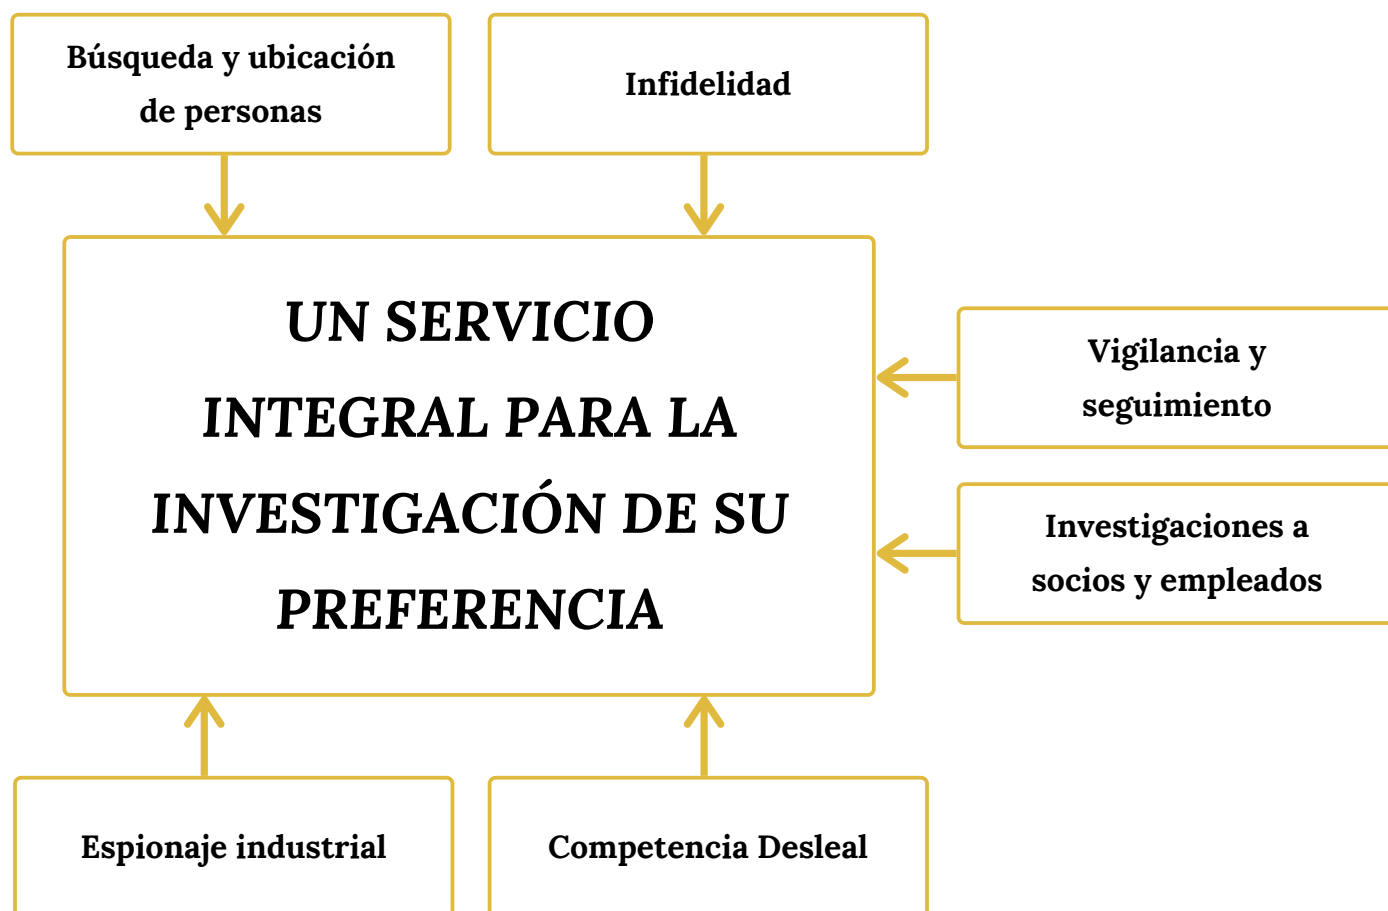 Búsqueda y ubicación
de personas
Infidelidad
UN SERVICIO
INTEGRAL PARA LA
INVESTIGACIÓN DE SU
PREFERENCIA
Vigilancia y
seguimiento
Investigaciones a
socios y empleados
Espionaje industrial
Competencia Desleal